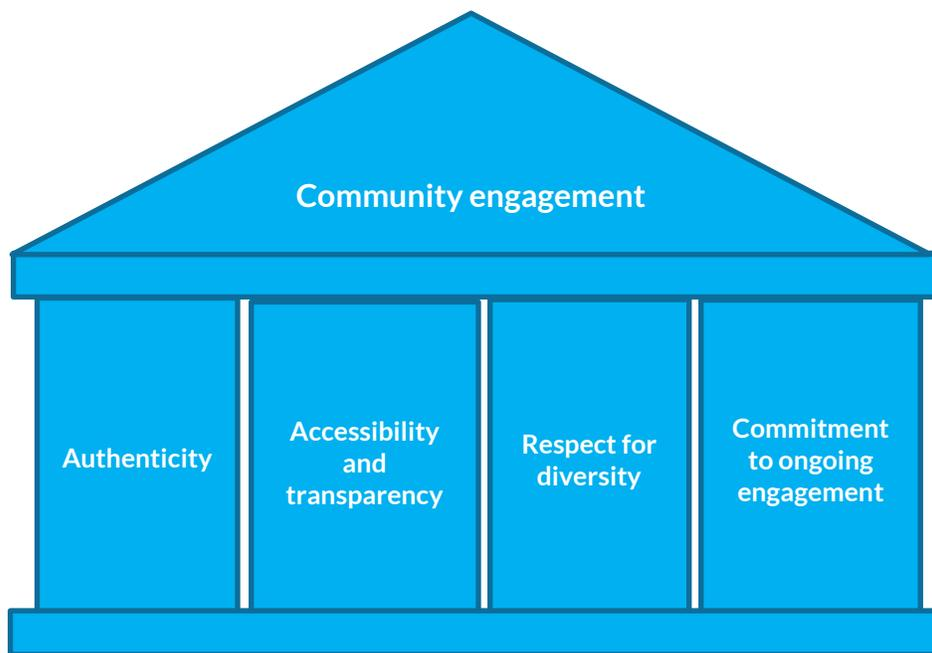 Community engagement
Authenticity
Accessibility
and
transparency
Respect for
diversity
Commitment
to ongoing
engagement